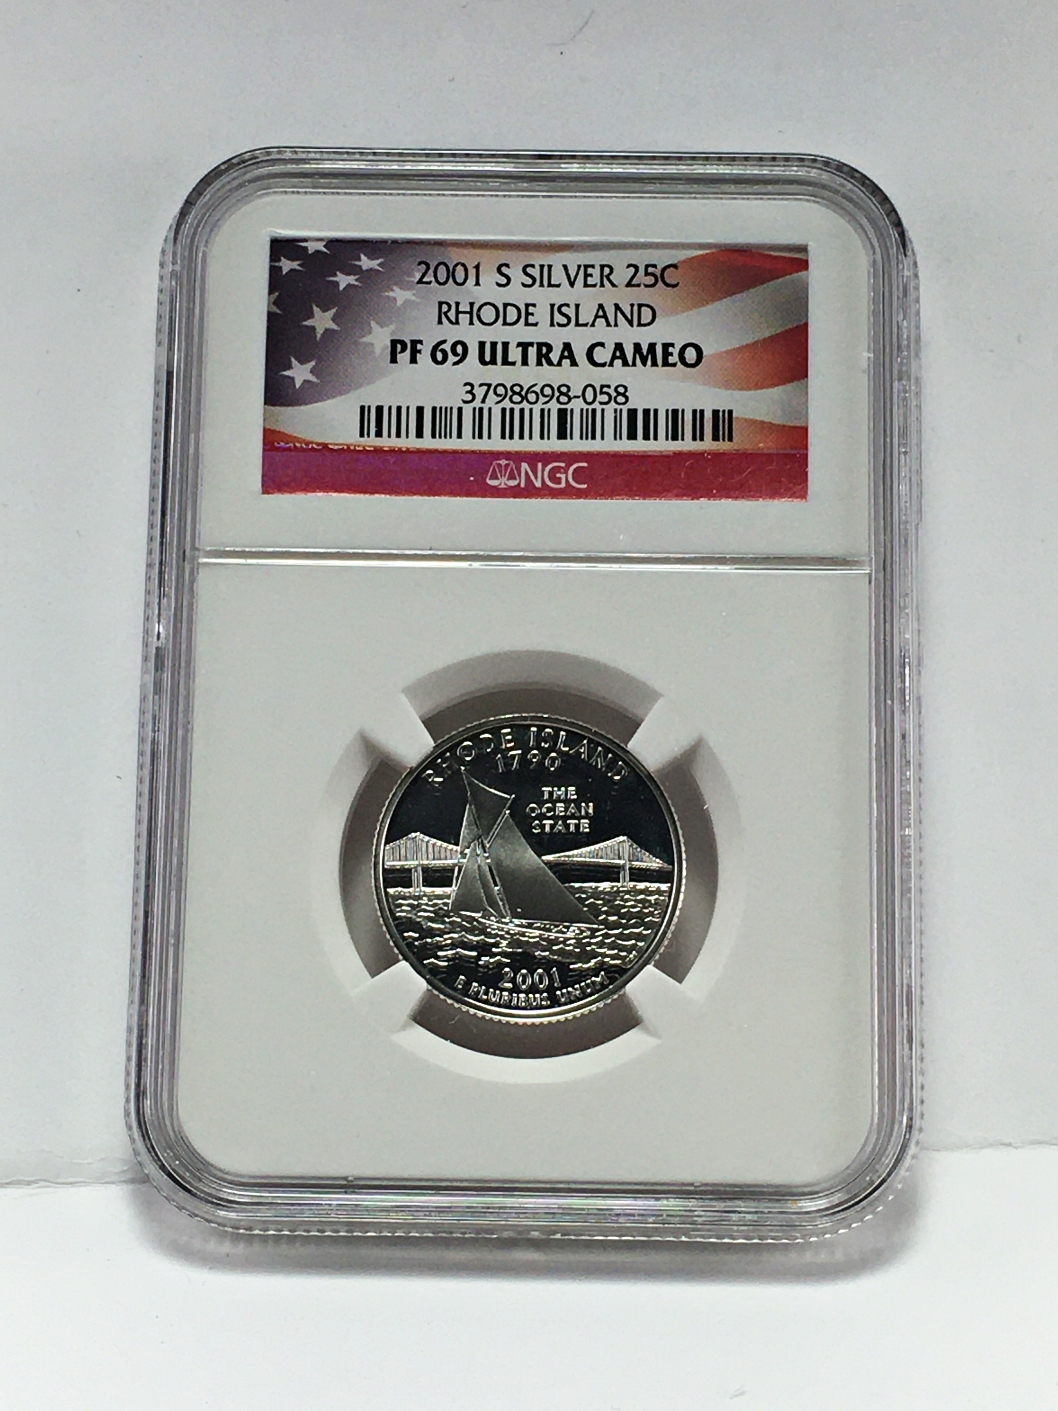 2001 S SILVER 25C
RHODE ISLAND
PF 69 ULTRA CAMEO
3798698-058
NGC
RHODE ISLAND
1790
THE
OCEAN
STATE
2001
E PLURIBUS UNUM